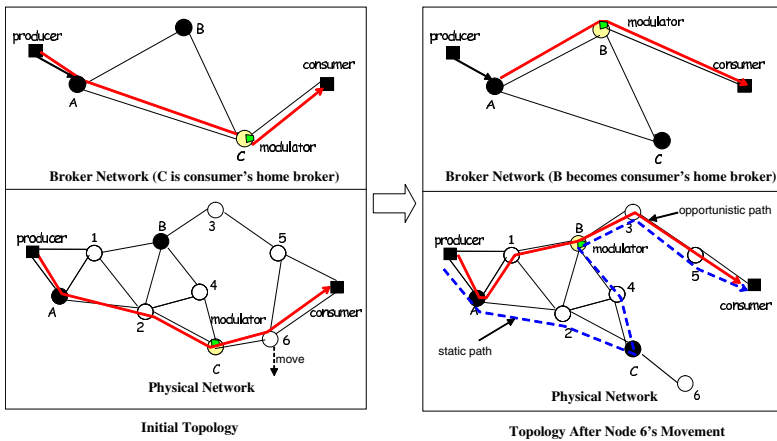 producer
B
A
C
modulator
consumer
Broker Network (C is consumer's home broker)
producer
1
B
3
5
A
2
4
modulator
C
6
consumer
move
Physical Network
Initial Topology
producer
modulator
B
consumer
A
C
Broker Network (B becomes consumer's home broker)
producer
1
B
3
opportunistic path
modulator
5
A
4
2
consumer
static path
C
6
Physical Network
Topology After Node 6's Movement